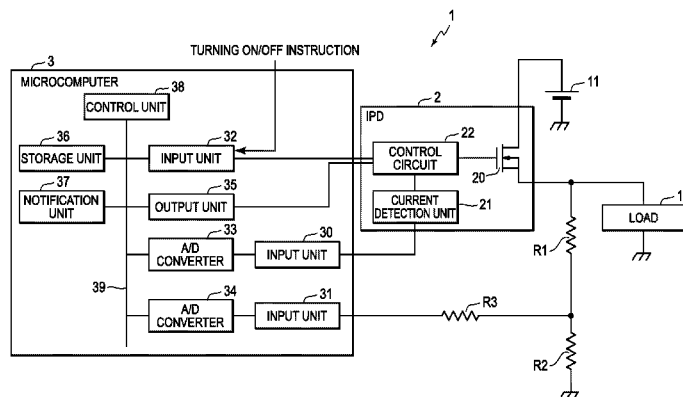 1
TURNING ON/OFF INSTRUCTION
3
MICROCOMPUTER
38
CONTROL UNIT
36
STORAGE UNIT
32
INPUT UNIT
37
NOTIFICATION
UNIT
35
OUTPUT UNIT
33
A/D
CONVERTER
30
INPUT UNIT
39
34
A/D
CONVERTER
31
INPUT UNIT
2
IPD
22
CONTROL
CIRCUIT
20
CURRENT
DETECTION UNIT
21
11
1
LOAD
R1
R3
R2